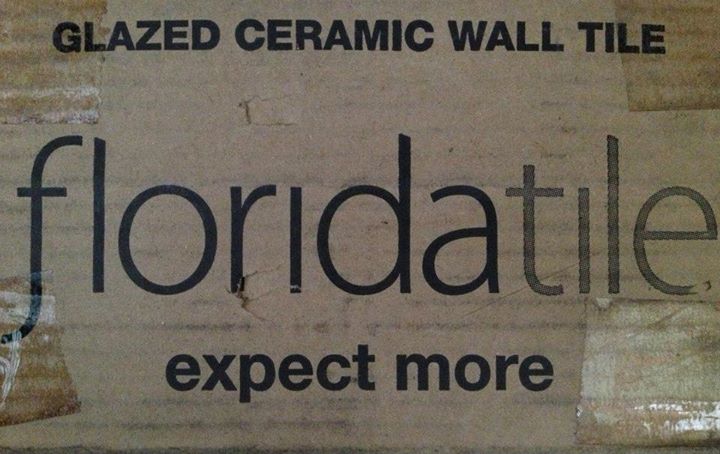 GLAZED CERAMIC WALL TILE
floridatile
expect more